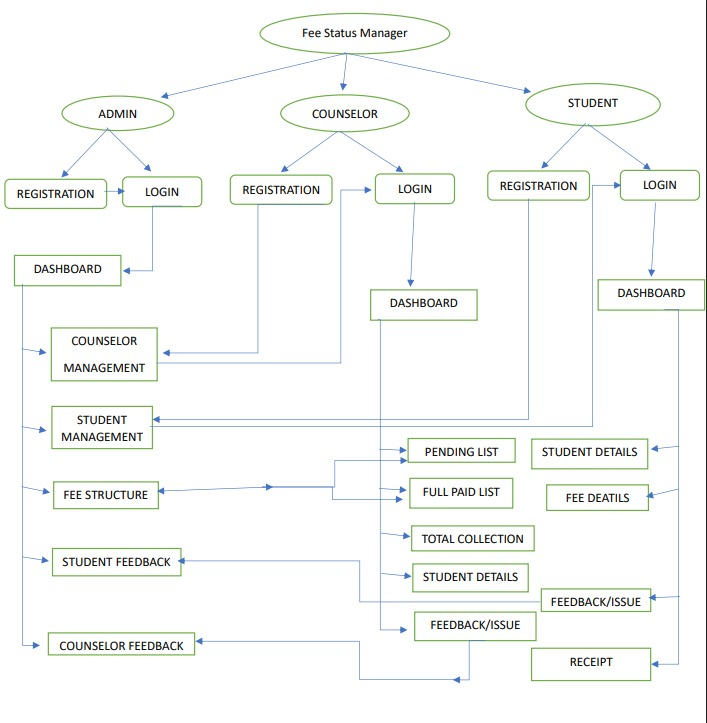 Fee Status Manager
ADMIN
COUNSELOR
STUDENT
REGISTRATION
LOGIN
REGISTRATION
LOGIN
REGISTRATION
LOGIN
DASHBOARD
DASHBOARD
DASHBOARD
COUNSELOR
MANAGEMENT
STUDENT
MANAGEMENT
FEE STRUCTURE
STUDENT FEEDBACK
COUNSELOR FEEDBACK
PENDING LIST
FULL PAID LIST
TOTAL COLLECTION
STUDENT DETAILS
FEEDBACK/ISSUE
STUDENT DETAILS
FEE DEATILS
FEEDBACK/ISSUE
RECEIPT